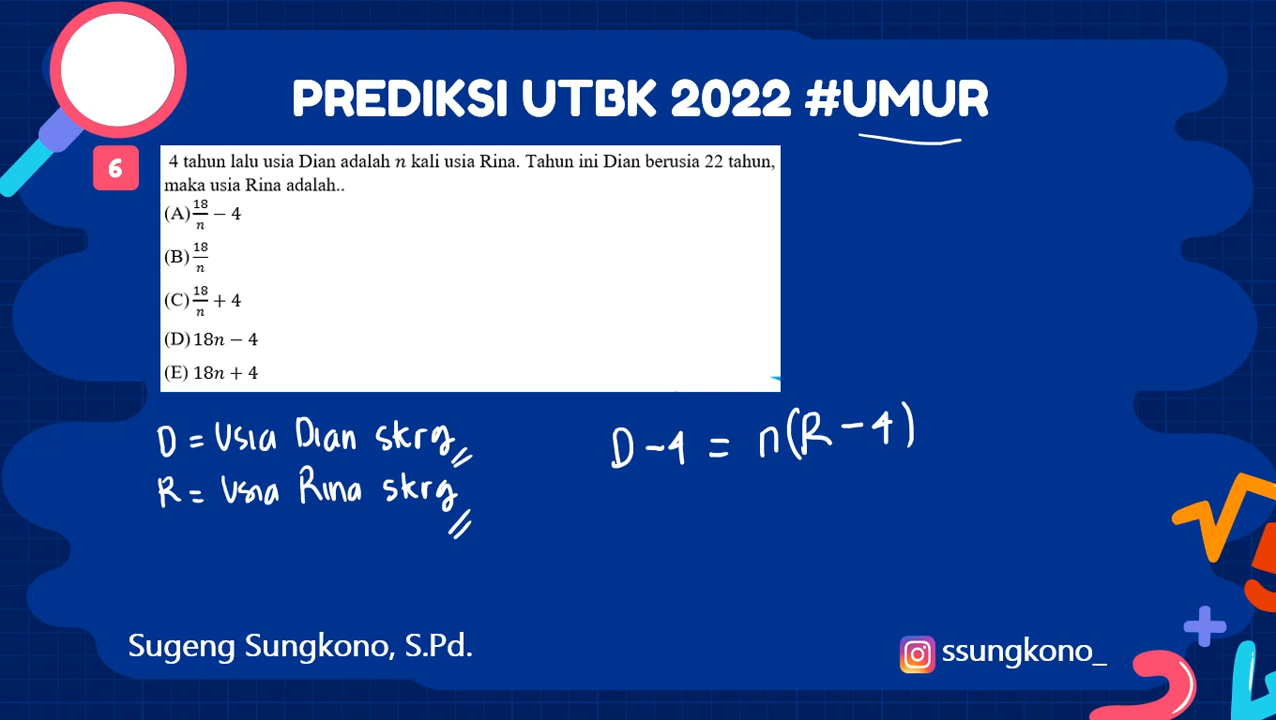 PREDIKSI UTBK 2022 #UMUR
6
4 tahun lalu usia Dian adalah n kali usia Rina. Tahun ini Dian berusia 22 tahun,
maka usia Rina adalah..
(A) 18/n − 4
(B) 18/n
(C) 18/n + 4
(D) 18n − 4
(E) 18n + 4
D = Usia Dian skrg
R = Usia Rina skrg
D − 4 = n(R − 4)
Sugeng Sungkono, S.Pd.
ssungkono_